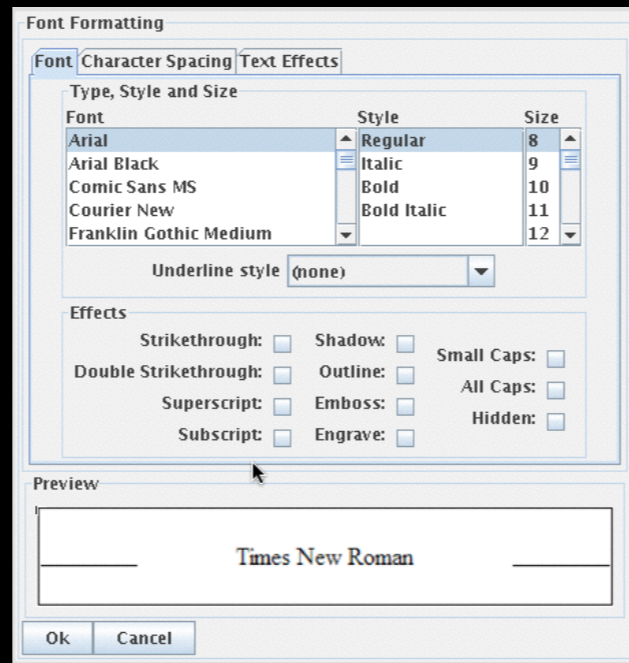 Font Formatting
Font Character Spacing Text Effects
Type, Style and Size
Font Style Size
Arial Regular 8
Arial Black Italic 9
Comic Sans MS Bold 10
Courier New Bold Italic 11
Franklin Gothic Medium 12
Underline style (none)
Effects
Strikethrough: Shadow: Small Caps:
Double Strikethrough: Outline: All Caps:
Superscript: Emboss: Hidden:
Subscript: Engrave:
Preview
Times New Roman
Ok Cancel